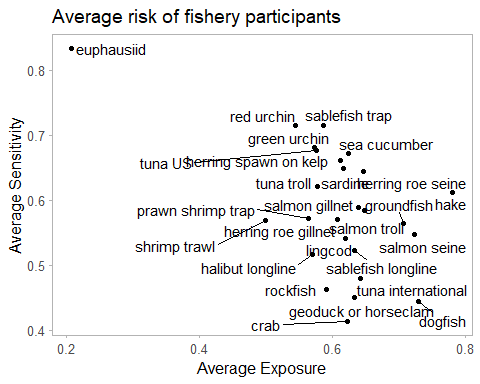 Average risk of fishery participants
euphausiid
0.8
red urchin
sablefish trap
0.7
green urchin
sea cucumber
tuna US
herring spawn on kelp
tuna troll
sardine
herring roe seine
0.6
prawn shrimp trap
salmon gillnet
groundfish
hake
herring roe gillnet
salmon troll
shrimp trawl
lingcod
salmon seine
0.5
halibut longline
sablefish longline
rockfish
tuna international
geoduck or horseclam
crab
dogfish
0.4
0.2
0.4
0.6
0.8
Average Exposure
Average Sensitivity